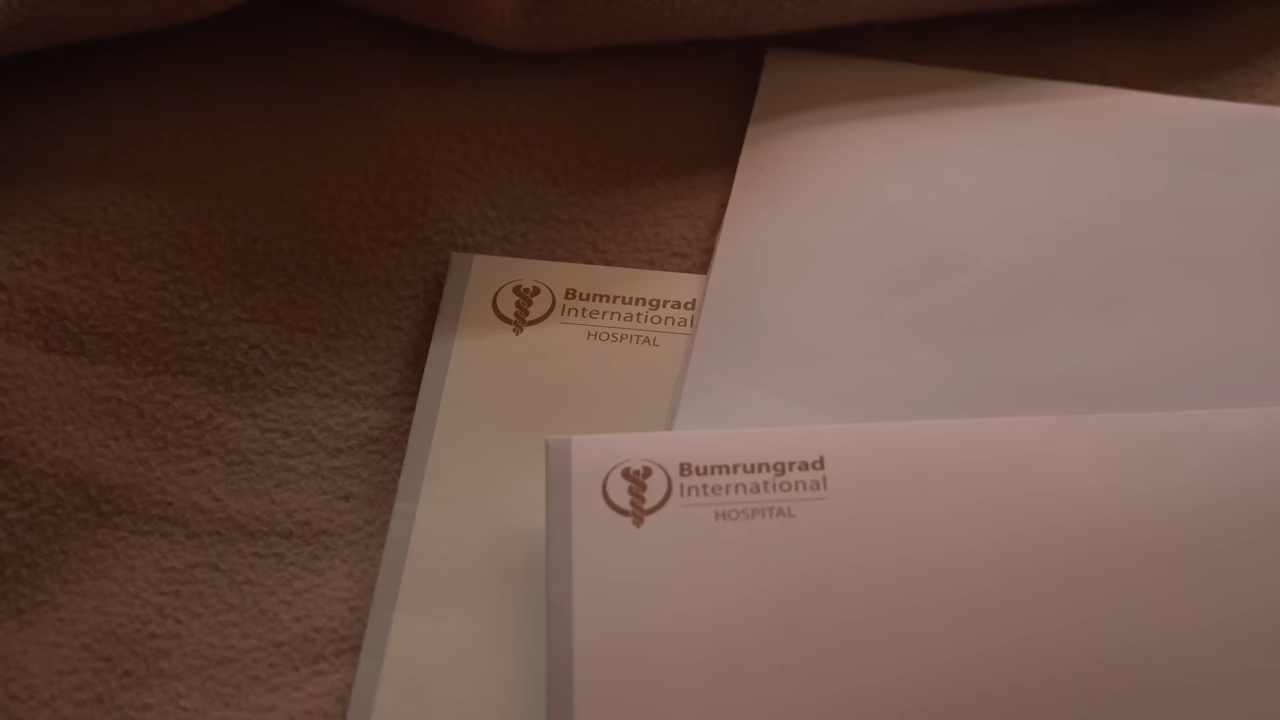 Bumrungrad
International
HOSPITAL
Bumrungrad
International
HOSPITAL